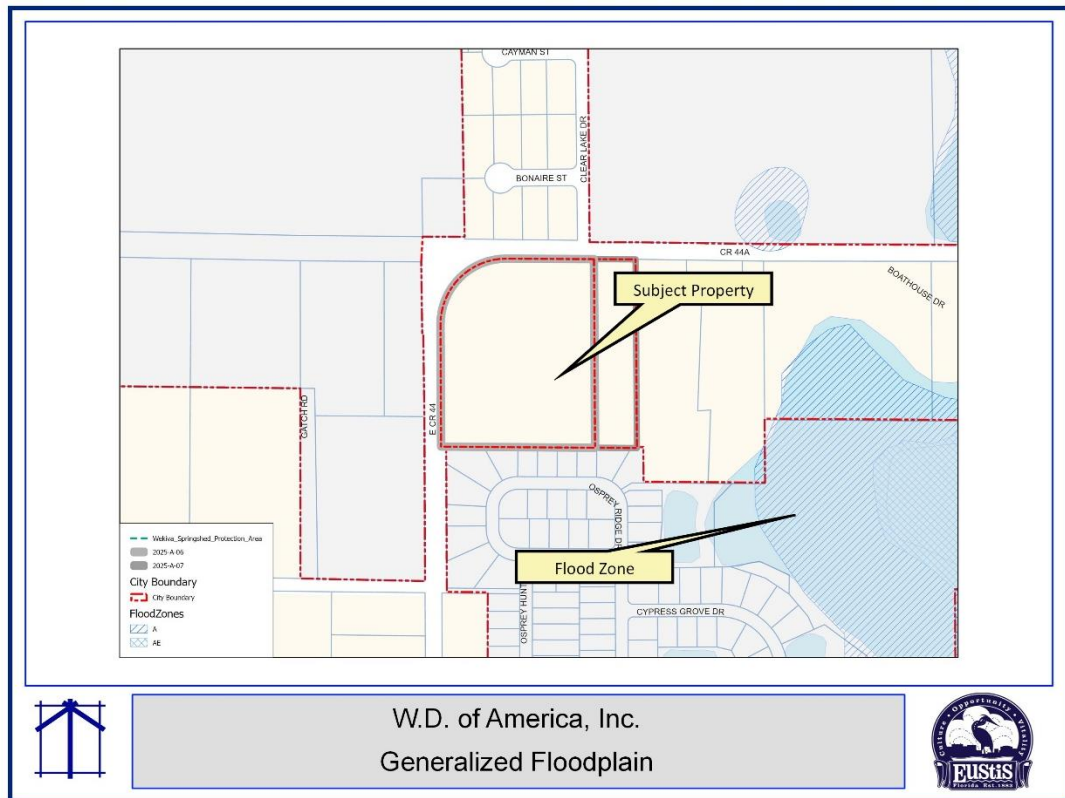 CAYMAN ST
CLEAR LAKE DR
BONAIRE ST
CR 44A
BOATHOUSE DR
Subject Property
E CR 44
GATCH RD
OSPREY RIDGE DR
Flood Zone
OSPREY HUNT
CYPRESS GROVE DR
Wekiva_Springshed_Protection_Area
2025-A-06
2025-A-07
City Boundary
City Boundary
FloodZones
A
AE
W.D. of America, Inc.
Generalized Floodplain
Culture • Opportunity • Vitality
EUSTIS
Florida Est. 1883